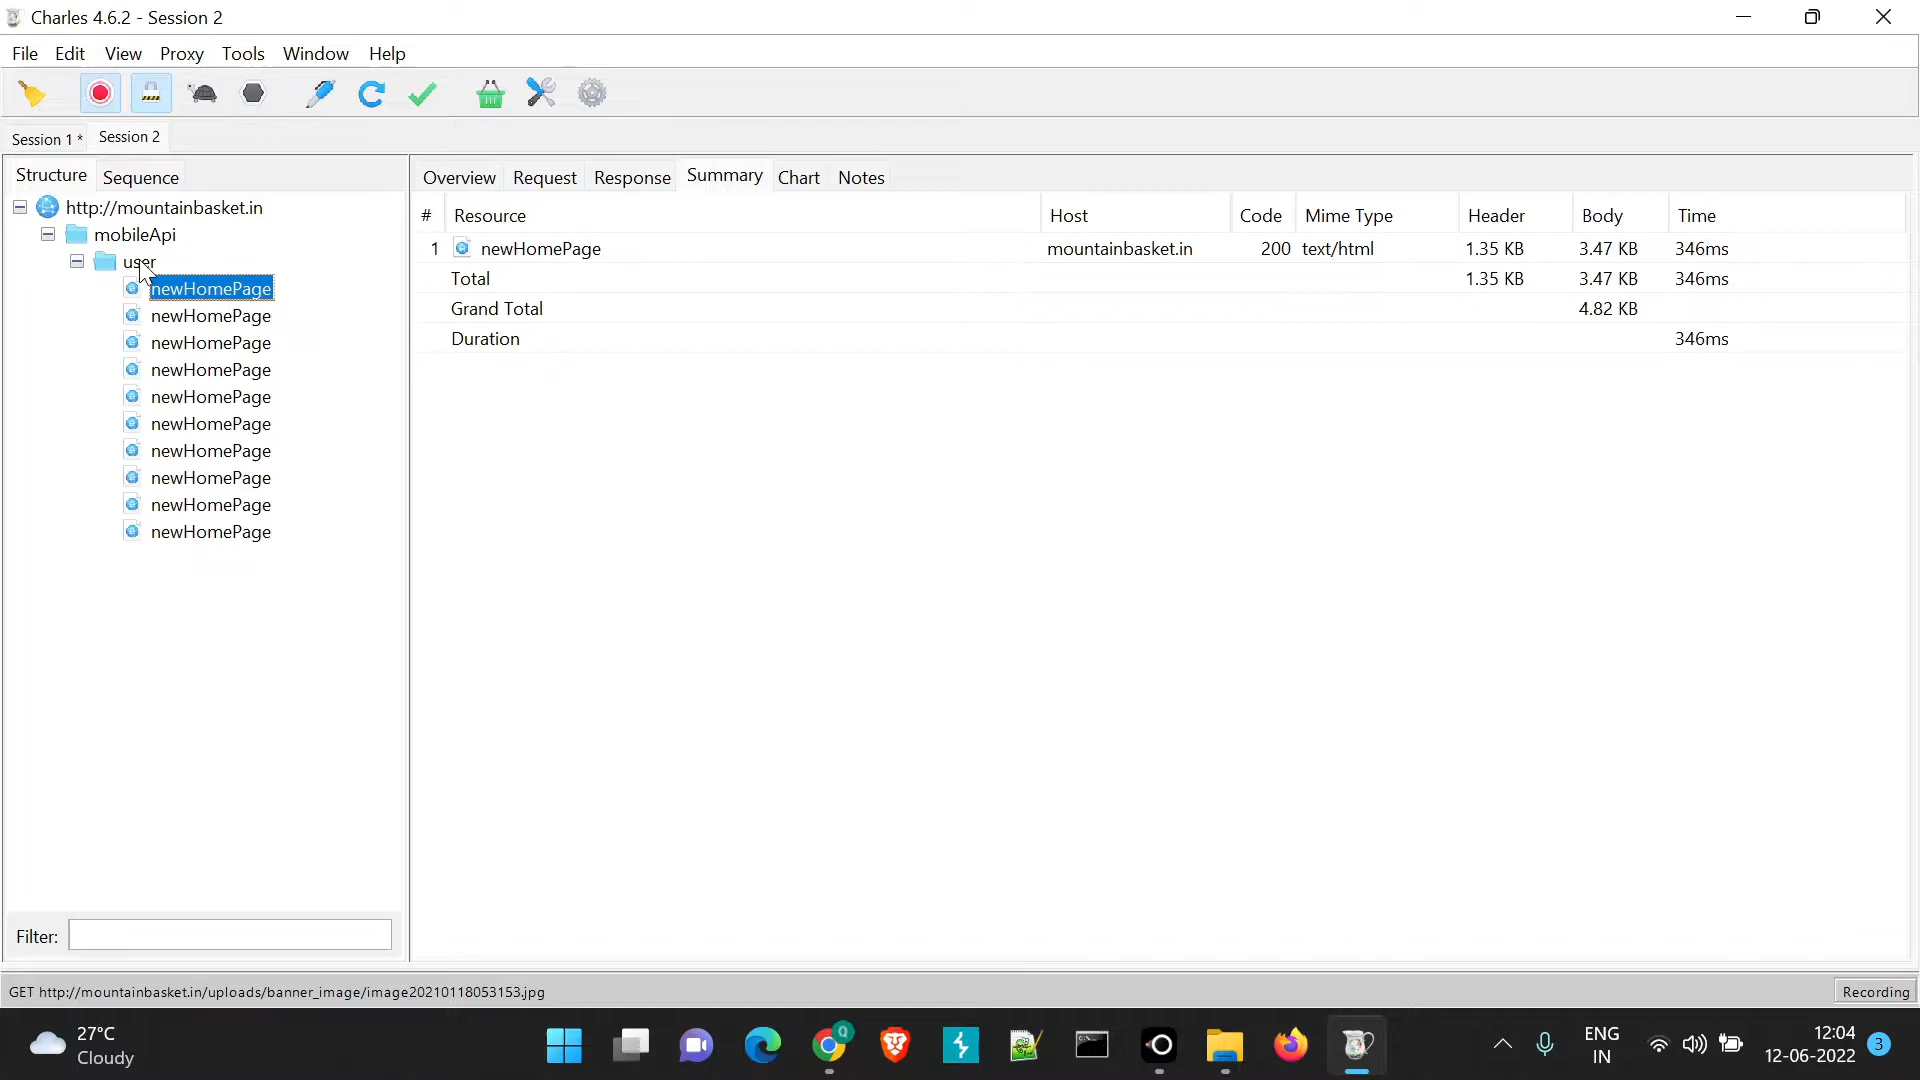 Charles 4.6.2 - Session 2
File Edit View Proxy Tools Window Help
Session 1 * Session 2
Structure Sequence
http://mountainbasket.in
mobileApi
user
newHomePage
newHomePage
newHomePage
newHomePage
newHomePage
newHomePage
newHomePage
newHomePage
newHomePage
newHomePage
Filter:
Overview Request Response Summary Chart Notes
# Resource Host Code Mime Type Header Body Time
1 newHomePage mountainbasket.in 200 text/html 1.35 KB 3.47 KB 346ms
Total 1.35 KB 3.47 KB 346ms
Grand Total 4.82 KB
Duration 346ms
GET http://mountainbasket.in/uploads/banner_image/image20210118053153.jpg
Recording
27°C
Cloudy
ENG
IN
12:04
12-06-2022
3